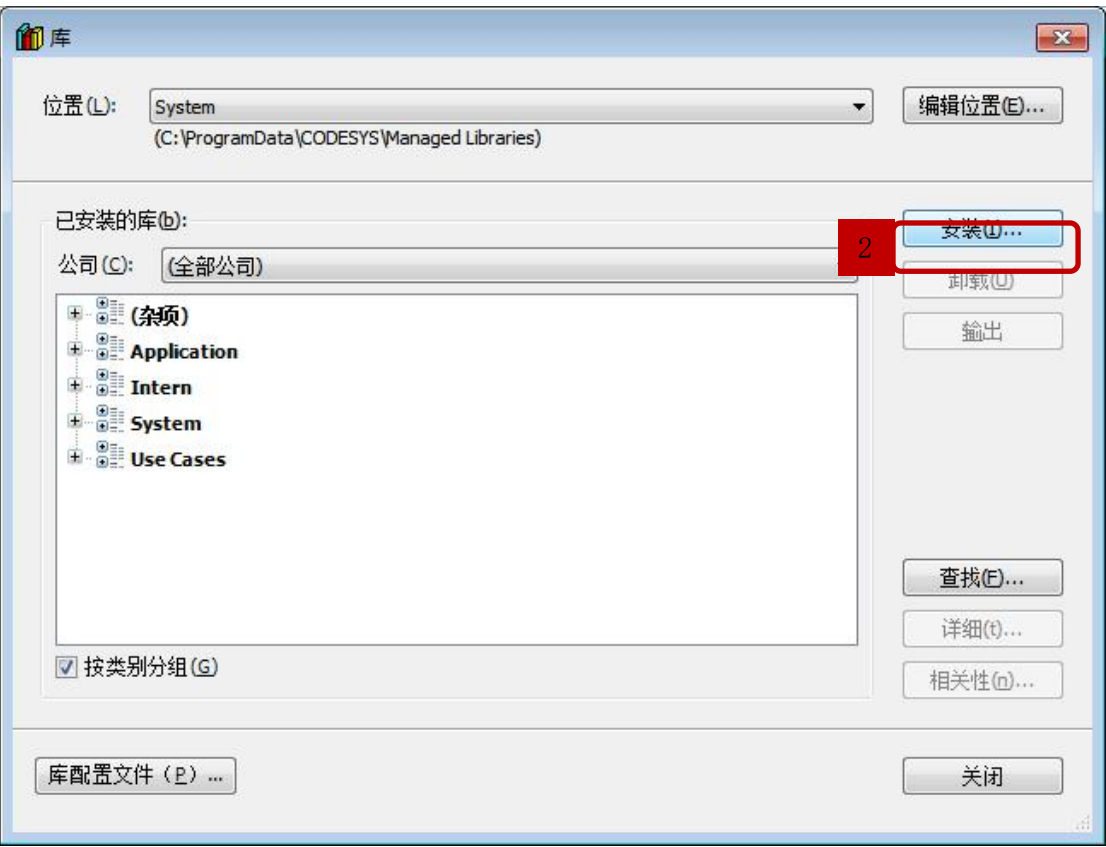 库
位置(L):
System
编辑位置(E)...
(C:\ProgramData\CODESYS\Managed Libraries)
已安装的库(b):
安装(I)...
2
公司(C):
(全部公司)
卸载(U)
(杂项)
输出
Application
Intern
System
Use Cases
查找(F)...
详细(t)...
按类别分组(G)
相关性(n)...
库配置文件（P）...
关闭